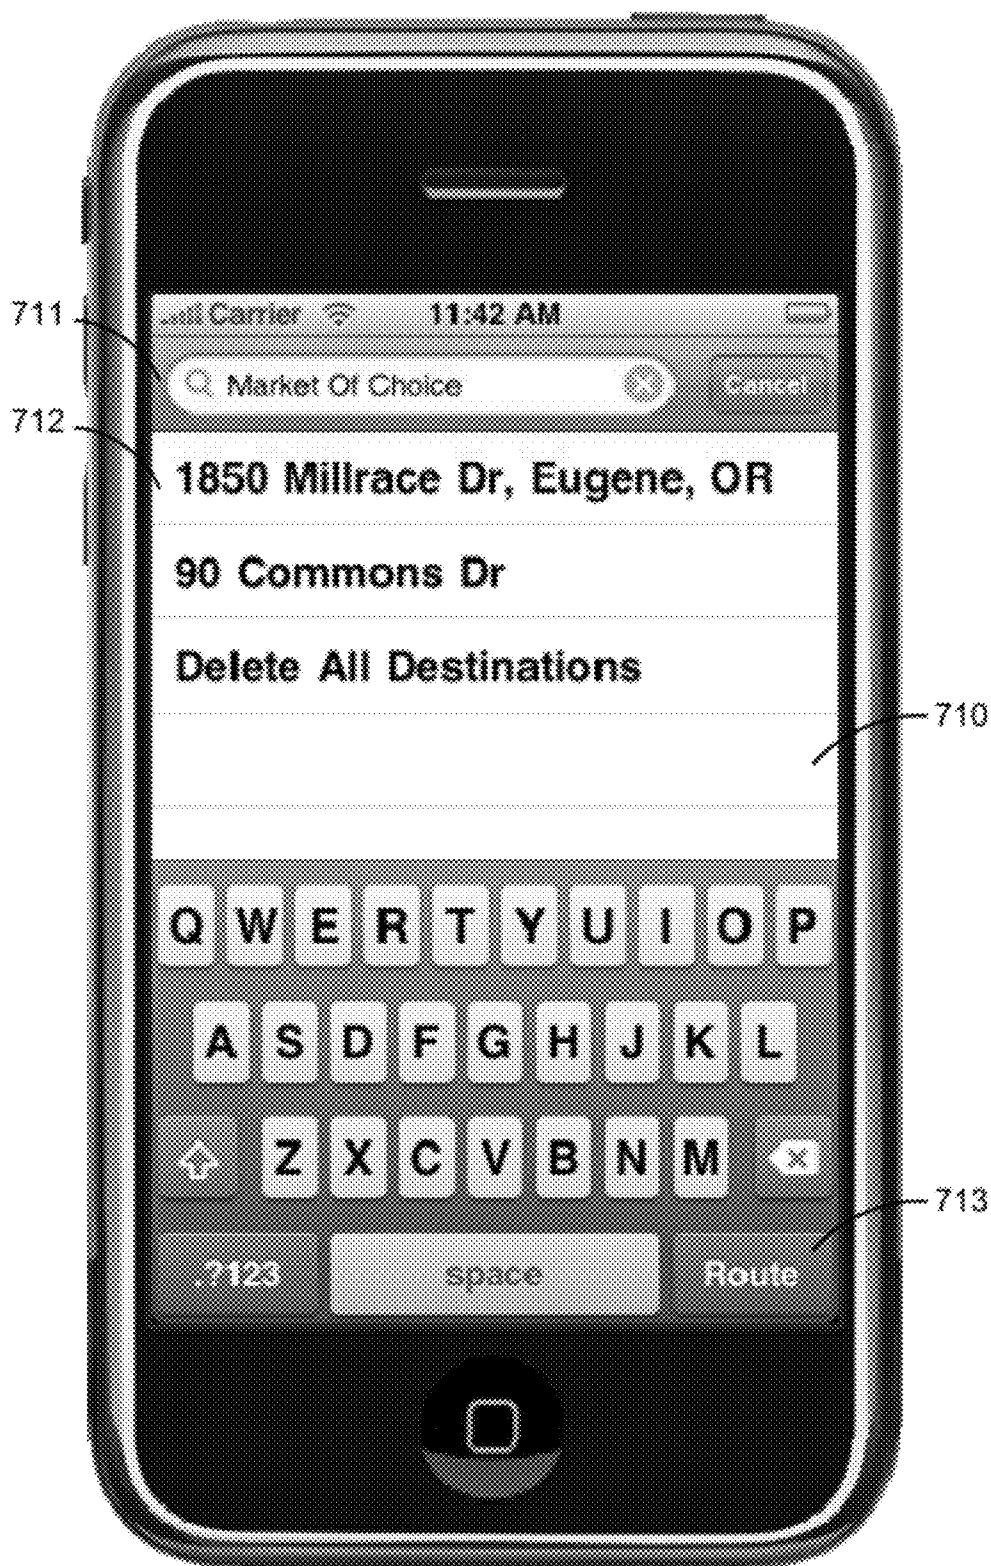 711
Carrier 11:42 AM
Market Of Choice Cancel
712
1850 Millrace Dr, Eugene, OR
90 Commons Dr
Delete All Destinations
710
Q W E R T Y U I O P
A S D F G H J K L
Z X C V B N M
713
.?123 space Route